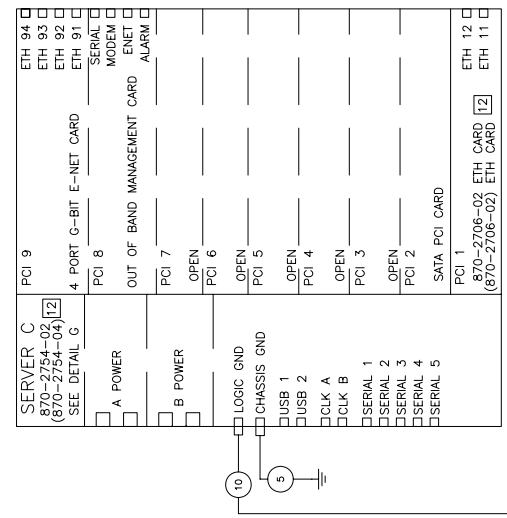 SERVER C
870-2754-02 12
(870-2754-04)
SEE DETAIL G
A POWER
B POWER
LOGIC GND
CHASSIS GND
USB 1
USB 2
CLK A
CLK B
SERIAL 1
SERIAL 2
SERIAL 3
SERIAL 4
SERIAL 5
10
5
PCI 9
4 PORT G-BIT E-NET CARD
ETH 94
ETH 93
ETH 92
ETH 91
PCI 8
OUT OF BAND MANAGEMENT CARD
SERIAL
MODEM
ENET
ALARM
PCI 7
OPEN
PCI 6
OPEN
PCI 5
OPEN
PCI 4
OPEN
PCI 3
OPEN
PCI 2
SATA PCI CARD
PCI 1
870-2706-02 ETH CARD 12
(870-2706-02) ETH CARD
ETH 12
ETH 11